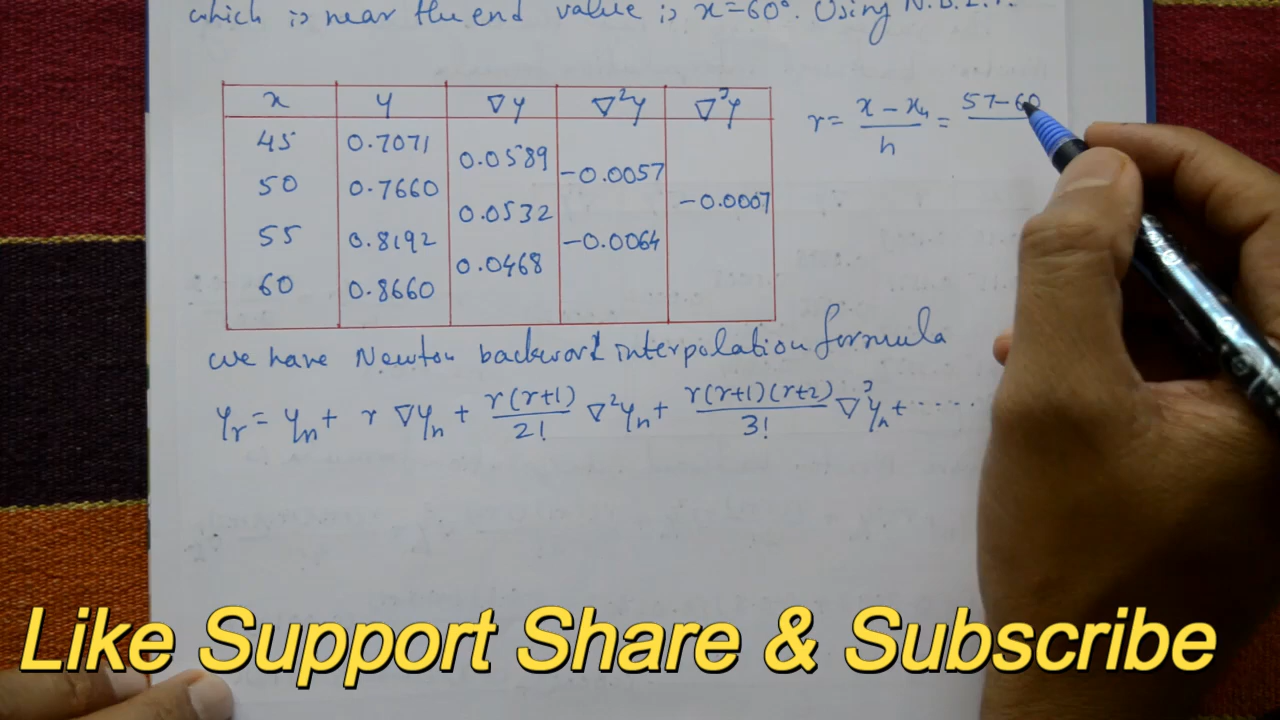 which is near the end value is x=60°. Using N.B.I.F.
x y ∇y ∇²y ∇³y
45 0.7071
0.0589
50 0.7660 -0.0057
0.0532 -0.0007
55 0.8192 -0.0064
0.0468
60 0.8660
r = (x - xₙ)/h = 57-60
we have Newton backword interpolation formula
yᵣ = yₙ + r ∇yₙ + r(r+1)/2! ∇²yₙ + r(r+1)(r+2)/3! ∇³yₙ + ......
Like Support Share & Subscribe